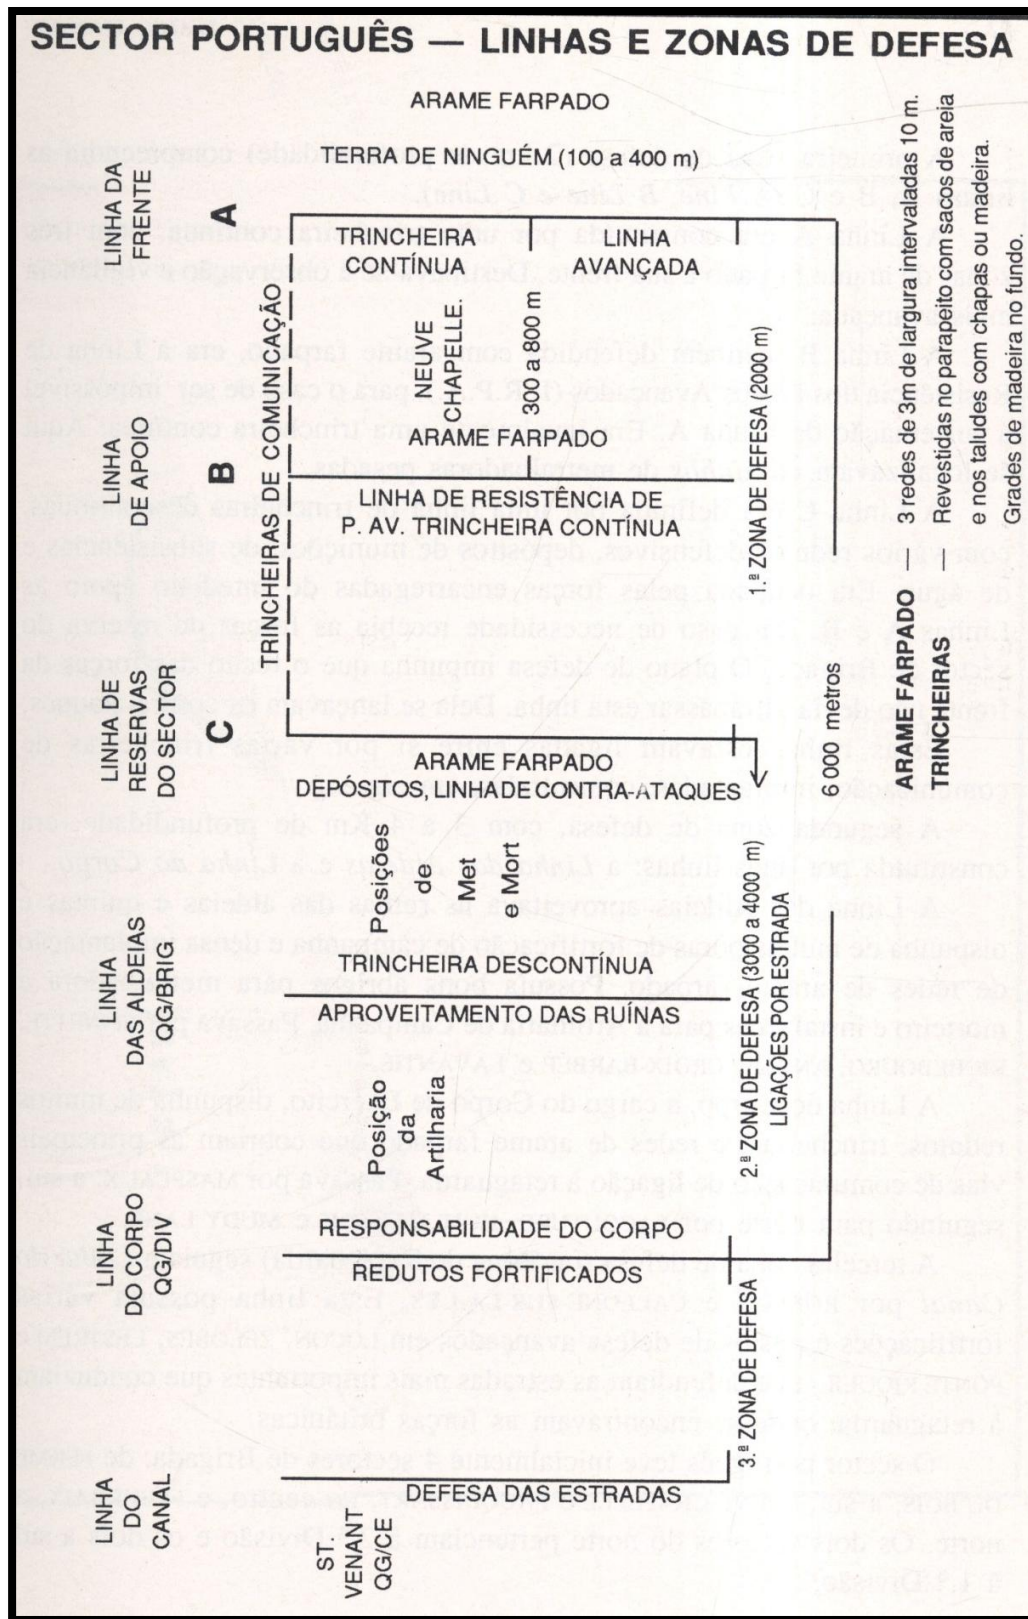 SECTOR PORTUGUÊS — LINHAS E ZONAS DE DEFESA
ARAME FARPADO
TERRA DE NINGUÉM (100 a 400 m)
LINHA DA
FRENTE
A
TRINCHEIRA
CONTÍNUA
LINHA
AVANÇADA
TRINCHEIRAS DE COMUNICAÇÃO
NEUVE
CHAPELLE.
300 a 800 m
ARAME FARPADO
LINHA
DE APOIO
B
LINHA DE RESISTÊNCIA DE
P. AV. TRINCHEIRA CONTÍNUA
1.ª ZONA DE DEFESA (2000 m)
LINHA DE
RESERVAS
DO SECTOR
C
ARAME FARPADO
DEPÓSITOS, LINHADE CONTRA-ATAQUES
Posições
de
Met
e Mort
6 000 metros
LINHA
DAS ALDEIAS
QG/BRIG
TRINCHEIRA DESCONTÍNUA
APROVEITAMENTO DAS RUÍNAS
Posição
da
Artilharia
2.ª ZONA DE DEFESA (3000 a 4000 m)
LIGAÇÕES POR ESTRADA
LINHA
DO CORPO
QG/DIV
RESPONSABILIDADE DO CORPO
REDUTOS FORTIFICADOS
3.ª ZONA DE DEFESA
LINHA
DO
CANAL
DEFESA DAS ESTRADAS
ST.
VENANT
QG/CE
ARAME FARPADO — 3 redes de 3m de largura intervaladas 10 m.
TRINCHEIRAS — Revestidas no parapeito com sacos de areia
e nos taludes com chapas ou madeira.
Grades de madeira no fundo.